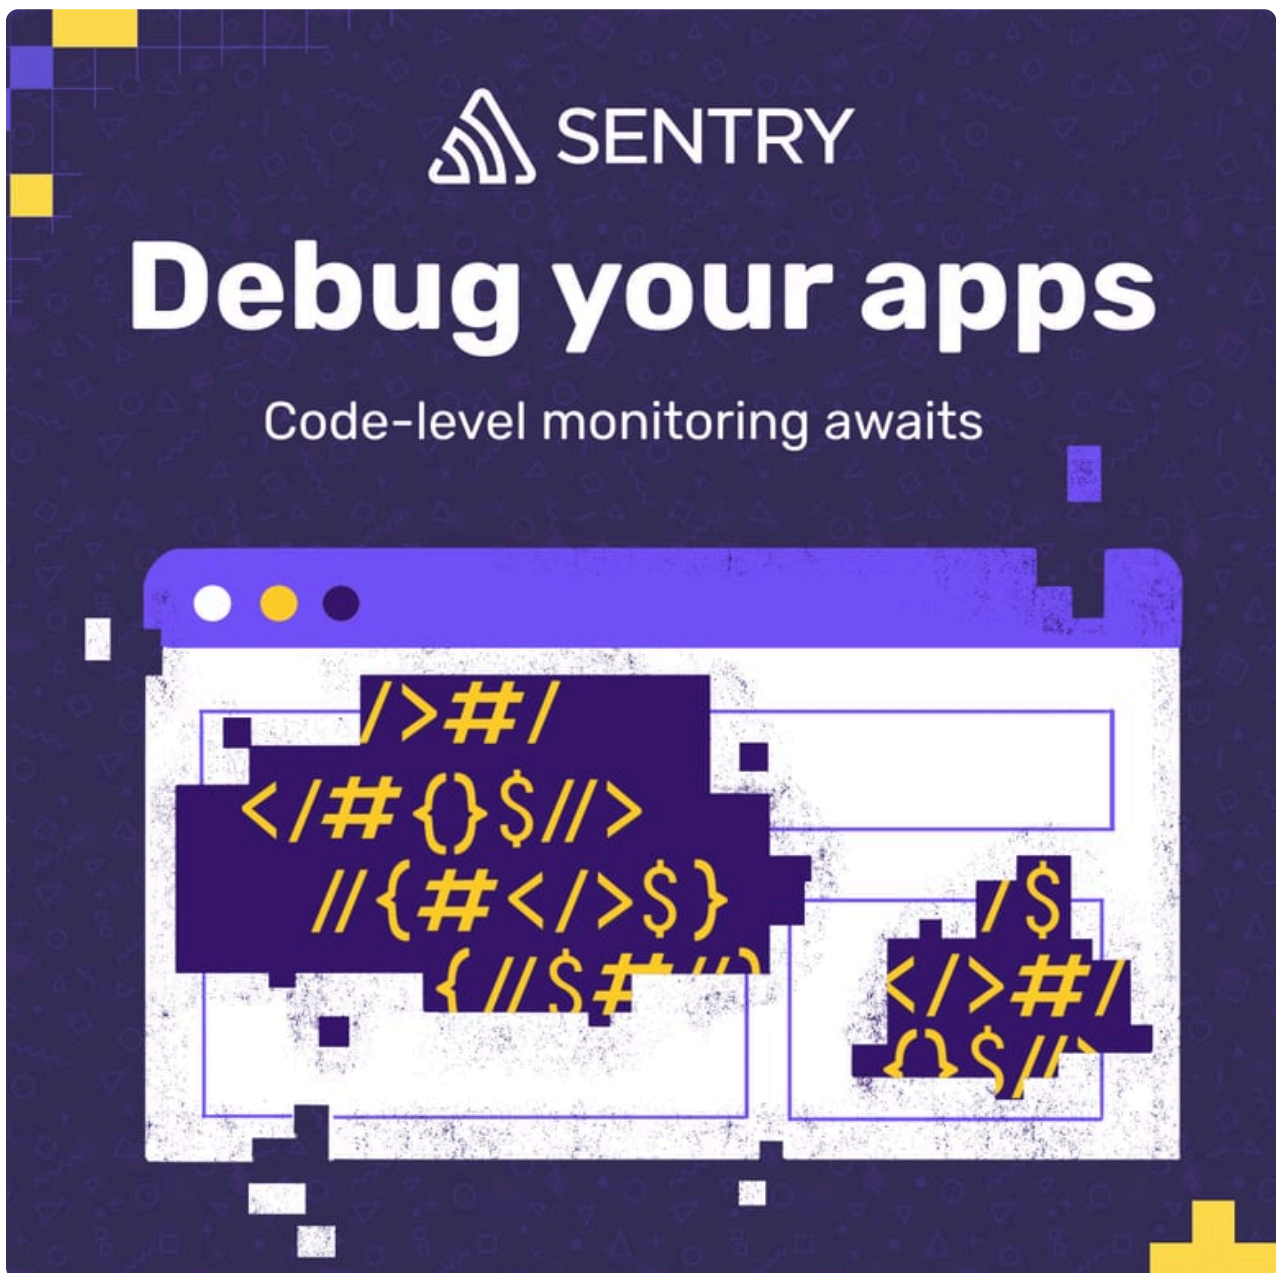 SENTRY
Debug your apps
Code-level monitoring awaits
/>#/
</#{}$//>
//{#</>$}
{//$#//}
/$
</>#/
{}$//>